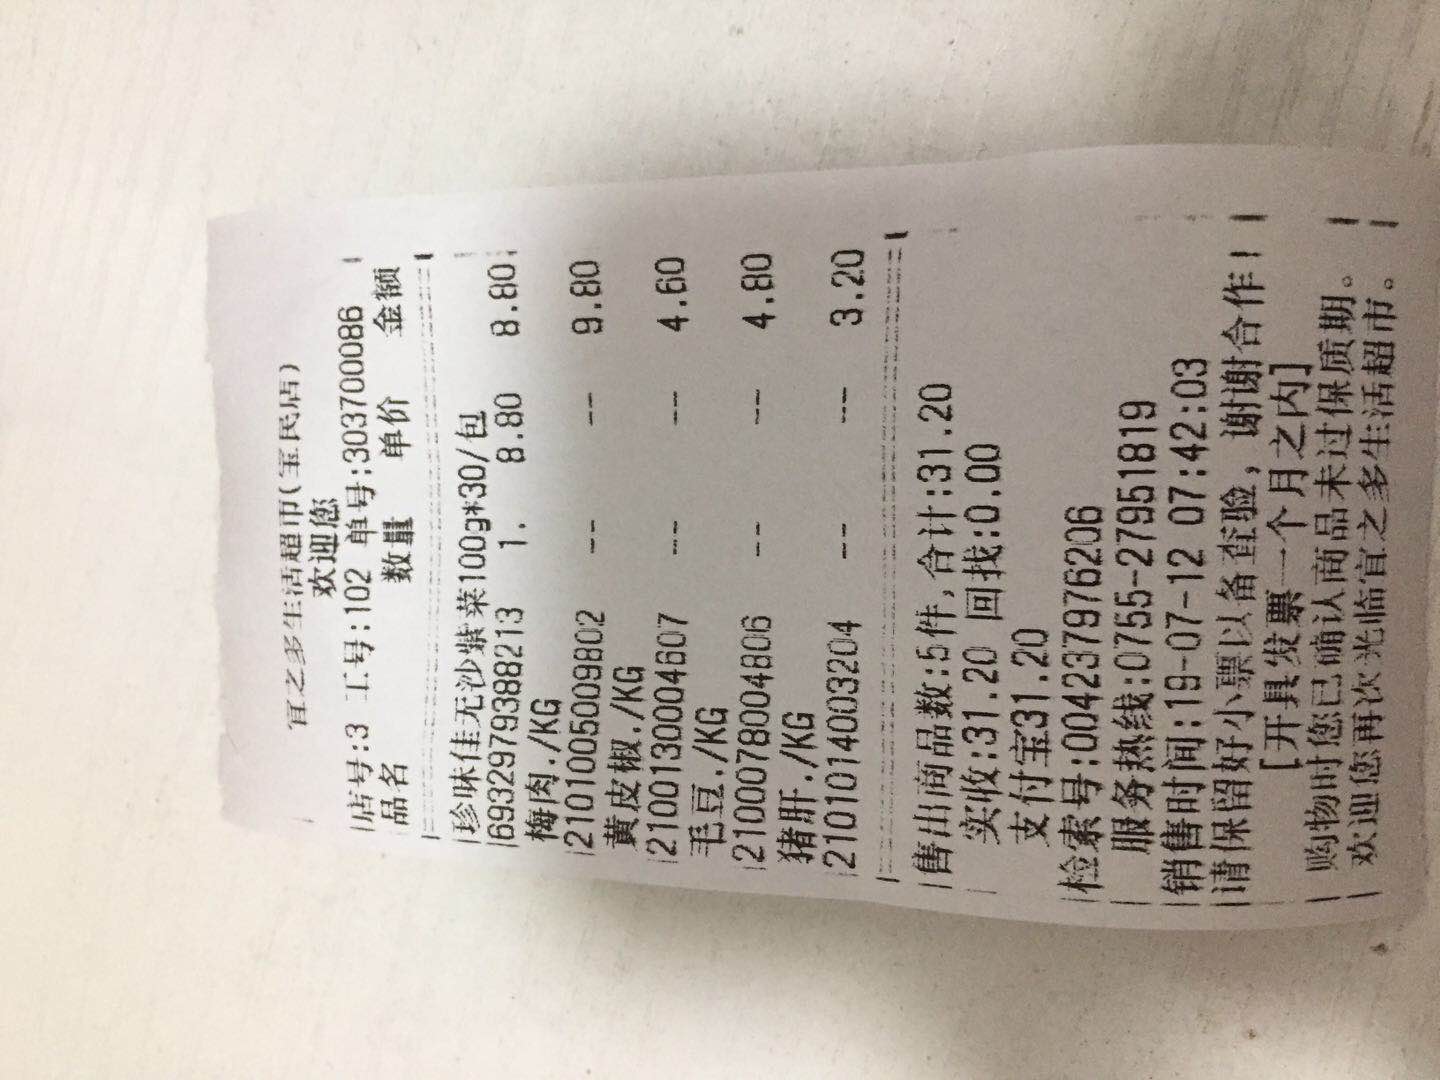 宜之多生活超市(宝民店)
欢迎您
店号:3 工号:102 单号:303700086
品名 数量 单价 金额
珍味佳无沙紫菜100g*30/包
6932979388213 1. 8.80 8.80
梅肉./KG
2101005009802 -- -- 9.80
黄皮椒./KG
2100130004607 -- -- 4.60
毛豆./KG
2100078004806 -- -- 4.80
猪肝./KG
2101014003204 -- -- 3.20
售出商品数:5件,合计:31.20
实收:31.20 回找:0.00
支付宝31.20
检索号:004237976206
服务热线:0755-27951819
销售时间:19-07-12 07:42:03
请保留好小票以备查验, 谢谢合作!
[开具发票一个月之内]
购物时您已确认商品未过保质期。
欢迎您再次光临宜之多生活超市。